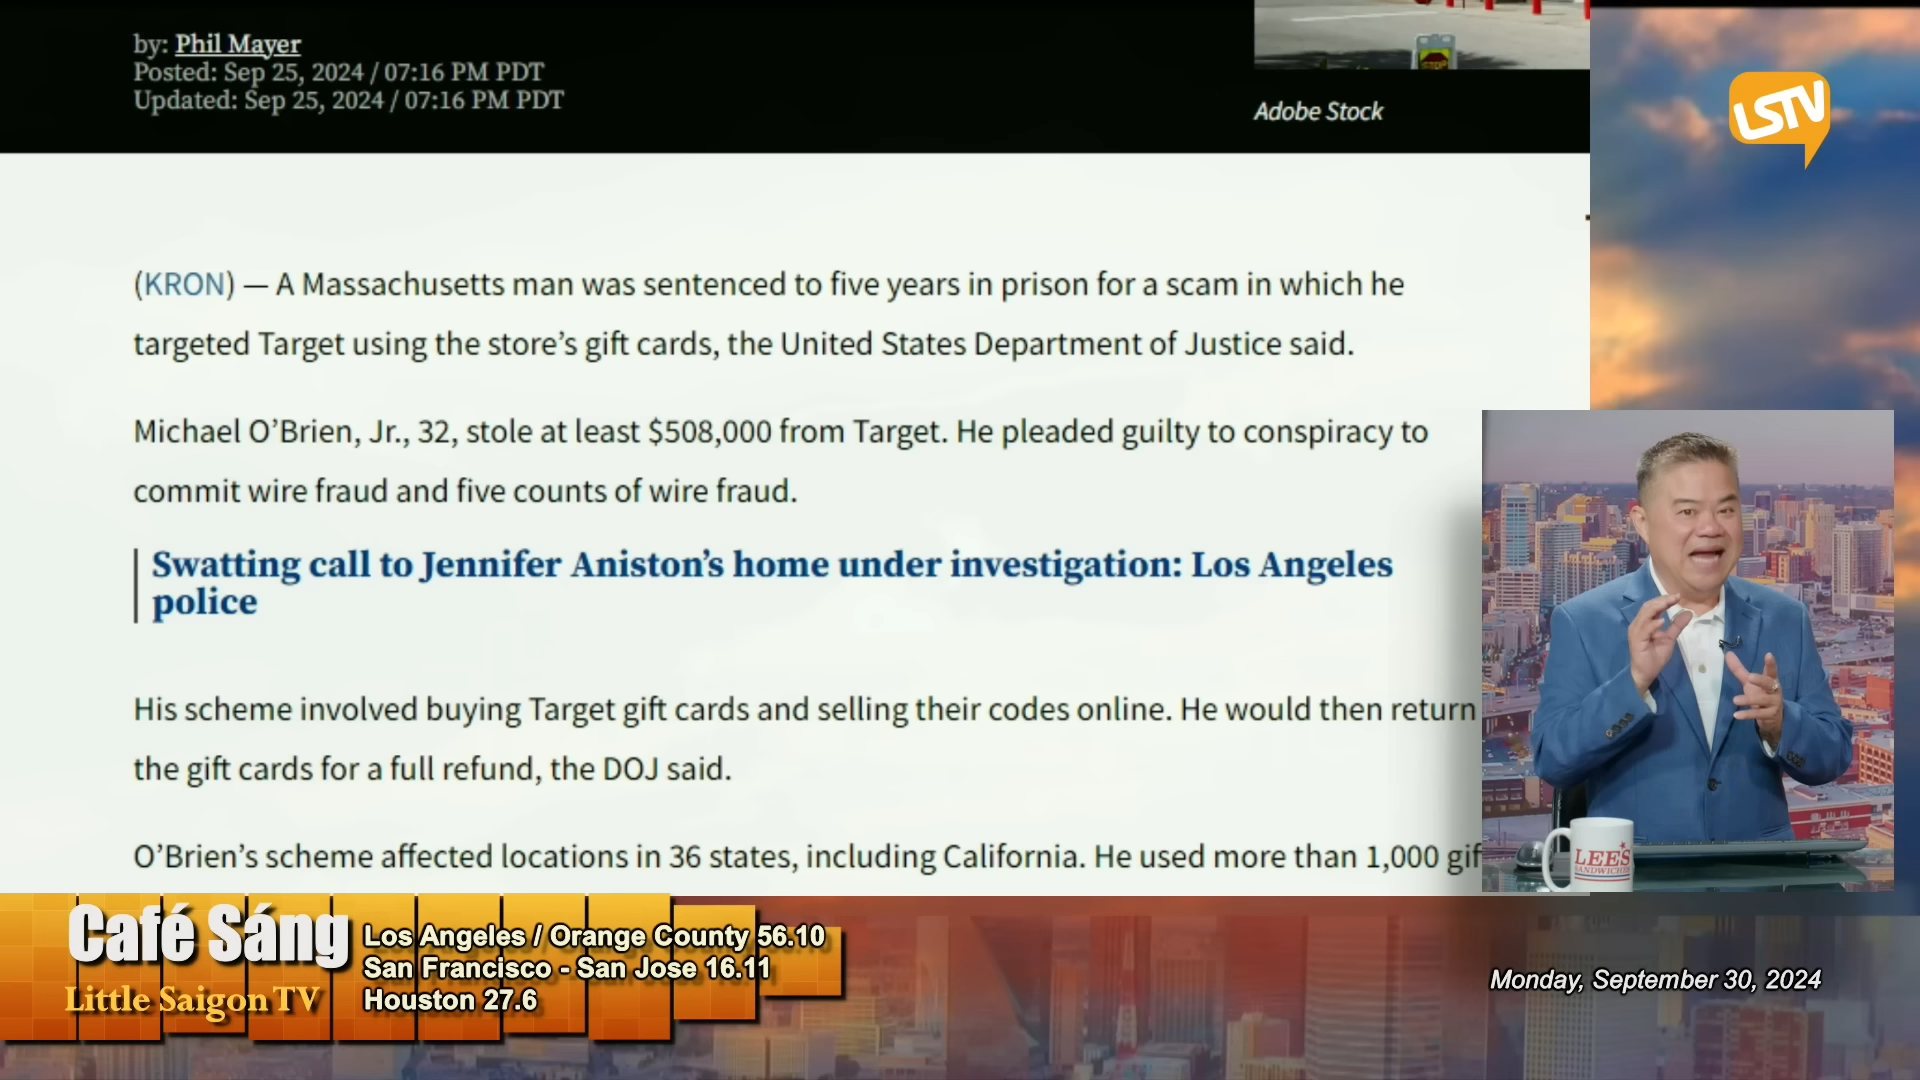 by: Phil Mayer
Posted: Sep 25, 2024 / 07:16 PM PDT
Updated: Sep 25, 2024 / 07:16 PM PDT
Adobe Stock
LSTV
(KRON) — A Massachusetts man was sentenced to five years in prison for a scam in which he
targeted Target using the store’s gift cards, the United States Department of Justice said.
Michael O’Brien, Jr., 32, stole at least $508,000 from Target. He pleaded guilty to conspiracy to
commit wire fraud and five counts of wire fraud.
Swatting call to Jennifer Aniston’s home under investigation: Los Angeles
police
His scheme involved buying Target gift cards and selling their codes online. He would then return
the gift cards for a full refund, the DOJ said.
O’Brien’s scheme affected locations in 36 states, including California. He used more than 1,000 gif
LEE'S
SANDWICHES
Café Sáng
Little Saigon TV
Los Angeles / Orange County 56.10
San Francisco - San Jose 16.11
Houston 27.6
Monday, September 30, 2024